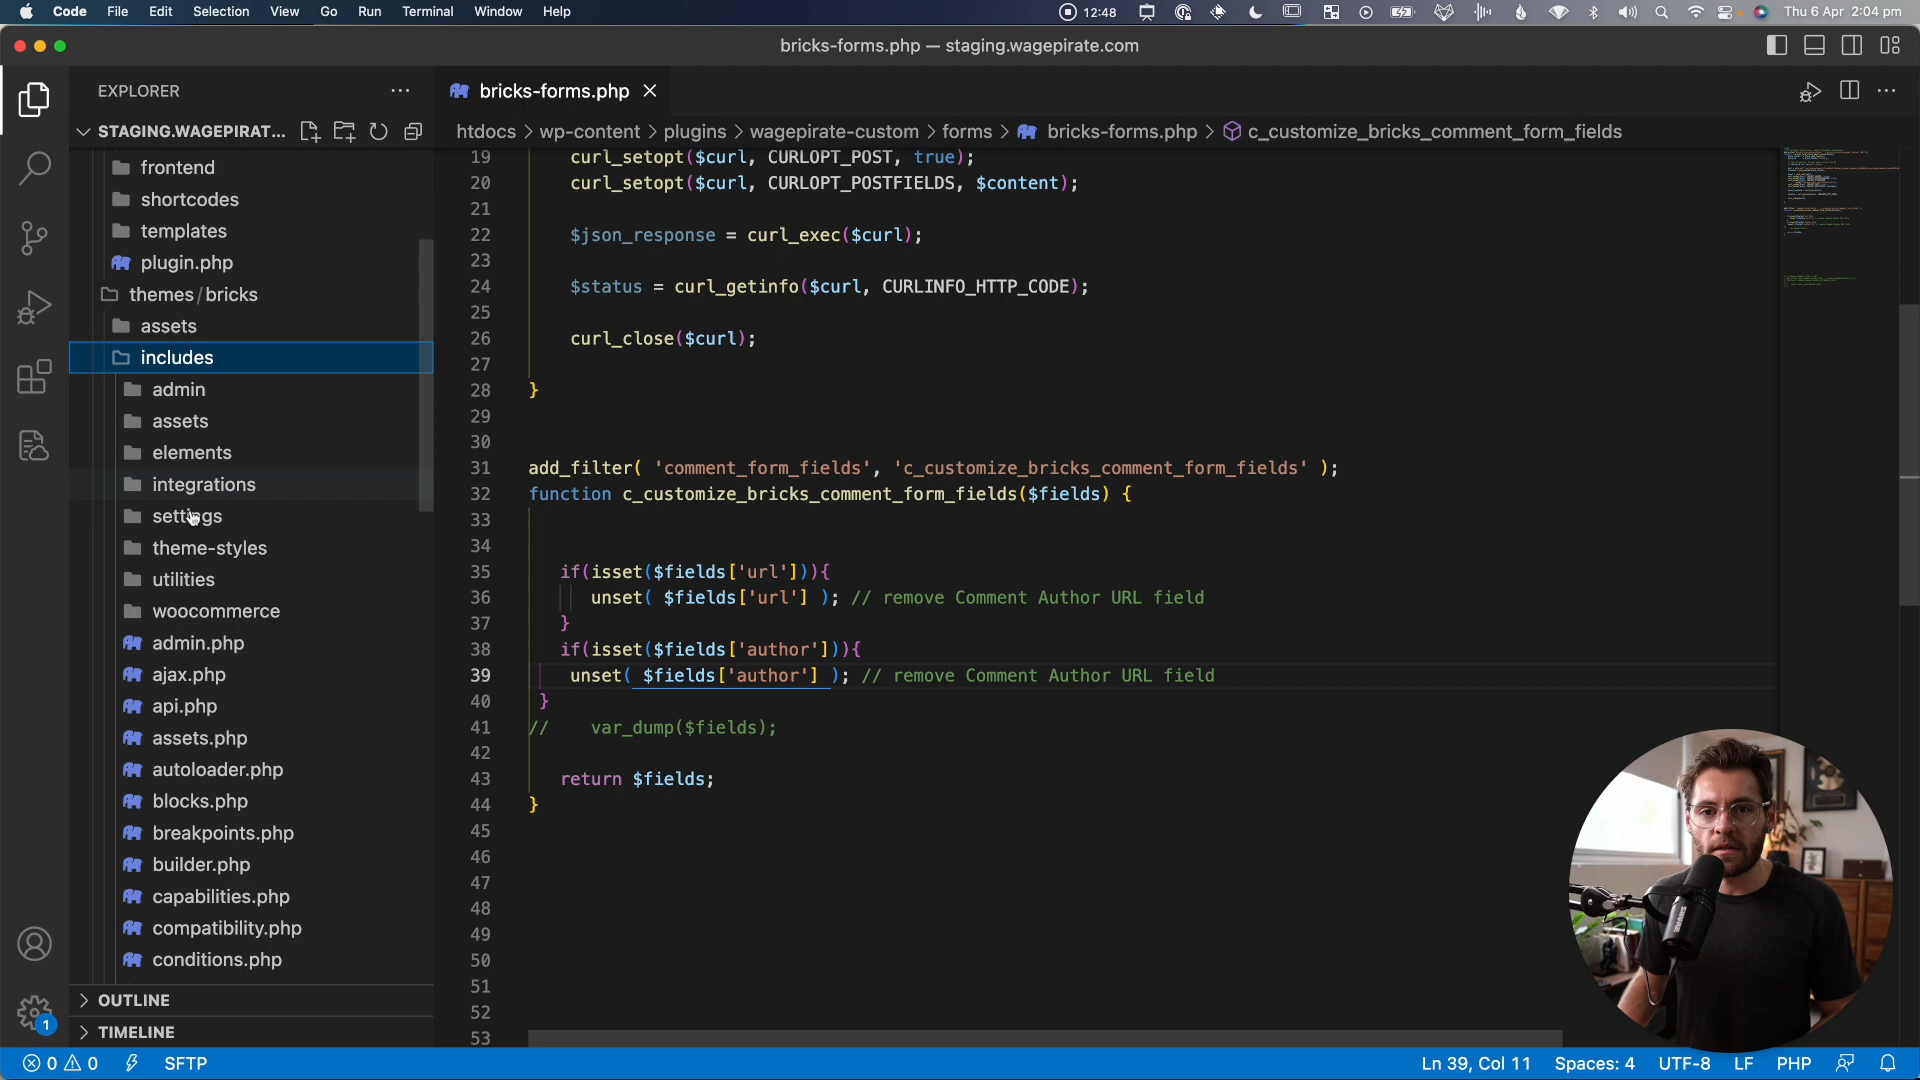 Code File Edit Selection View Go Run Terminal Window Help 12:48 Thu 6 Apr 2:04 pm
bricks-forms.php — staging.wagepirate.com
EXPLORER
bricks-forms.php
STAGING.WAGEPIRAT...
htdocs > wp-content > plugins > wagepirate-custom > forms > bricks-forms.php > c_customize_bricks_comment_form_fields
frontend
shortcodes
templates
plugin.php
themes / bricks
assets
includes
admin
assets
elements
integrations
settings
theme-styles
utilities
woocommerce
admin.php
ajax.php
api.php
assets.php
autoloader.php
blocks.php
breakpoints.php
builder.php
capabilities.php
compatibility.php
conditions.php
OUTLINE
TIMELINE
19 curl_setopt($curl, CURLOPT_POST, true);
20 curl_setopt($curl, CURLOPT_POSTFIELDS, $content);
21
22 $json_response = curl_exec($curl);
23
24 $status = curl_getinfo($curl, CURLINFO_HTTP_CODE);
25
26 curl_close($curl);
27
28 }
29
30
31 add_filter( 'comment_form_fields', 'c_customize_bricks_comment_form_fields' );
32 function c_customize_bricks_comment_form_fields($fields) {
33
34
35 if(isset($fields['url'])){
36 unset( $fields['url'] ); // remove Comment Author URL field
37 }
38 if(isset($fields['author'])){
39 unset( $fields['author'] ); // remove Comment Author URL field
40 }
41 // var_dump($fields);
42
43 return $fields;
44 }
45
46
47
48
49
50
51
52
53
0 0 SFTP Ln 39, Col 11 Spaces: 4 UTF-8 LF PHP
1